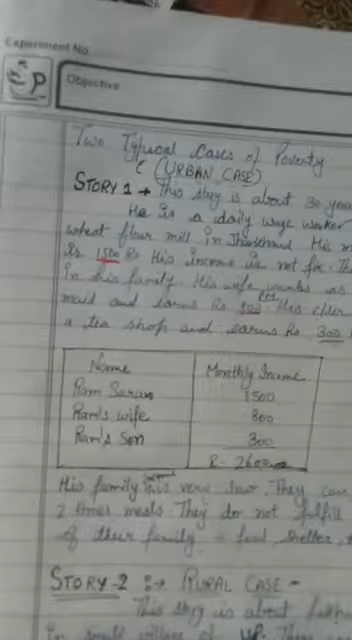 Experiment No.
Objective
Two Typical Cases of Poverty
(URBAN CASE)
STORY 1 → This story is about 30 year
He is a daily wage worker
wheat flour mill in Jharkhand His m
is 1500 Rs His income is not fix. Th
in his family. His wife works as
maid and earns Rs 800 His elder
a tea shop and earns Rs 300
Name Monthly Income
Ram Saran 1500
Ram's wife 800
Ram's Son 300
R- 2600
His family is very low. They can
2 times meals. They do not fulfill
of their family - food shelter,
STORY-2 :→ RURAL CASE -
This story is about
in small village of UP